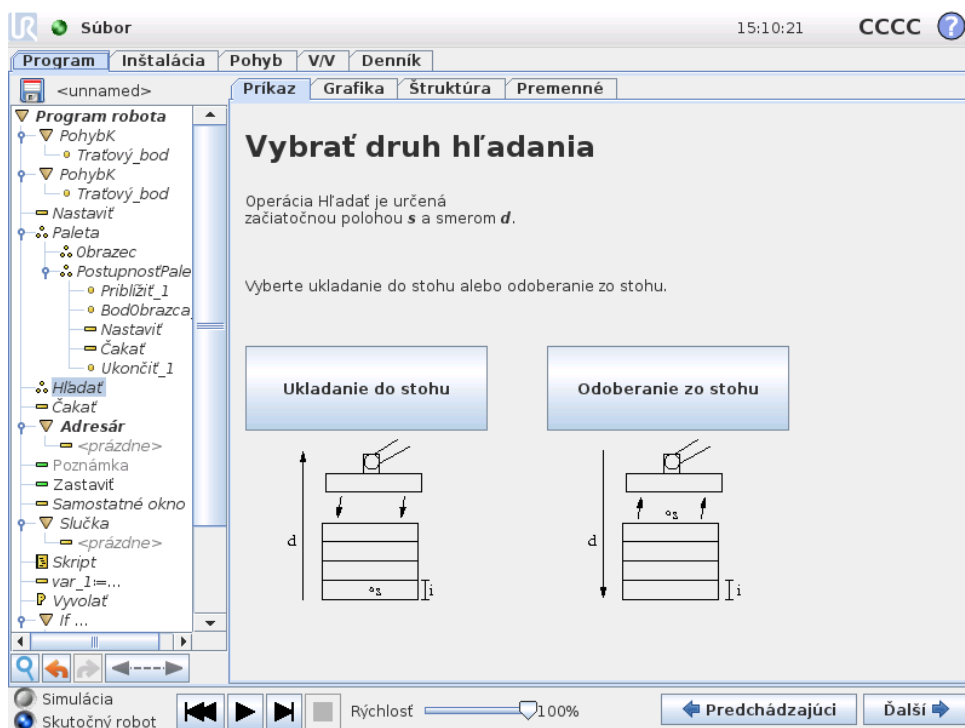 UR Súbor 15:10:21 CCCC ?
Program Inštalácia Pohyb V/V Denník
<unnamed> Príkaz Grafika Štruktúra Premenné
Program robota
PohybK
Traťový_bod
PohybK
Traťový_bod
Nastaviť
Paleta
Obrazec
PostupnosťPale
Priblížiť_1
BodObrazca
Nastaviť
Čakať
Ukončiť_1
Hľadať
Čakať
Adresár
<prázdne>
Poznámka
Zastaviť
Samostatné okno
Slučka
<prázdne>
Skript
var_1:=...
Vyvolať
If ...
Vybrať druh hľadania
Operácia Hľadať je určená
začiatočnou polohou s a smerom d.
Vyberte ukladanie do stohu alebo odoberanie zo stohu.
Ukladanie do stohu Odoberanie zo stohu
d s i
d s i
Simulácia
Skutočný robot
Rýchlosť 100%
Predchádzajúci Ďalší